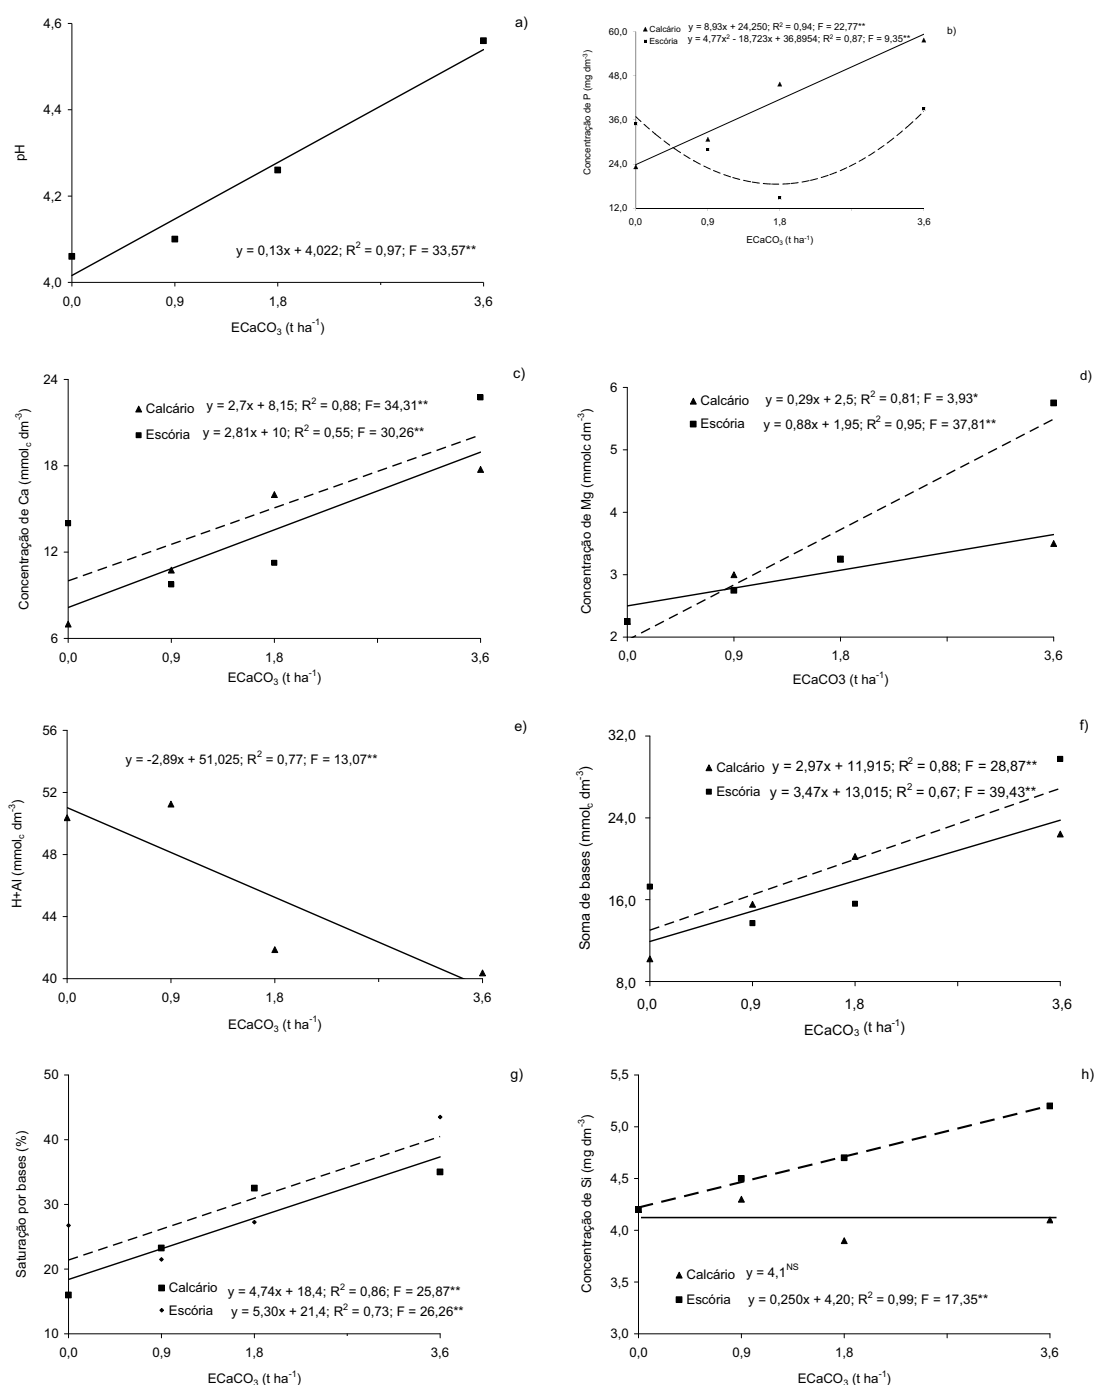 a)
4,6
4,4
4,2
4,0
pH
y = 0,13x + 4,022; R² = 0,97; F = 33,57**
0,0 0,9 1,8 3,6
ECaCO₃ (t ha⁻¹)
b)
Calcário y = 8,93x + 24,250; R² = 0,94; F = 22,77**
Escória y = 4,77x² - 18,723x + 36,8954; R² = 0,87; F = 9,35**
60,0
48,0
36,0
24,0
12,0
Concentração de P (mg dm⁻³)
0,0 0,9 1,8 3,6
ECaCO₃ (t ha⁻¹)
c)
24
18
12
6
Concentração de Ca (mmol꜀ dm⁻³)
Calcário y = 2,7x + 8,15; R² = 0,88; F= 34,31**
Escória y = 2,81x + 10; R² = 0,55; F = 30,26**
0,0 0,9 1,8 3,6
ECaCO₃ (t ha⁻¹)
d)
6
5
4
3
2
Concentração de Mg (mmolc dm⁻³)
Calcário y = 0,29x + 2,5; R² = 0,81; F = 3,93*
Escória y = 0,88x + 1,95; R² = 0,95; F = 37,81**
0,0 0,9 1,8 3,6
ECaCO3 (t ha⁻¹)
e)
56
52
48
44
40
H+Al (mmol꜀ dm⁻³)
y = -2,89x + 51,025; R² = 0,77; F = 13,07**
0,0 0,9 1,8 3,6
ECaCO₃ (t ha⁻¹)
f)
32,0
24,0
16,0
8,0
Soma de bases (mmol꜀ dm⁻³)
Calcário y = 2,97x + 11,915; R² = 0,88; F = 28,87**
Escória y = 3,47x + 13,015; R² = 0,67; F = 39,43**
0,0 0,9 1,8 3,6
ECaCO₃ (t ha⁻¹)
g)
50
40
30
20
10
Saturação por bases (%)
Calcário y = 4,74x + 18,4; R² = 0,86; F = 25,87**
Escória y = 5,30x + 21,4; R² = 0,73; F = 26,26**
0,0 0,9 1,8 3,6
ECaCO₃ (t ha⁻¹)
h)
5,5
5,0
4,5
4,0
3,5
3,0
Concentração de Si (mg dm⁻³)
Calcário y = 4,1ᴺˢ
Escória y = 0,250x + 4,20; R² = 0,99; F = 17,35**
0,0 0,9 1,8 3,6
ECaCO₃ (t ha⁻¹)